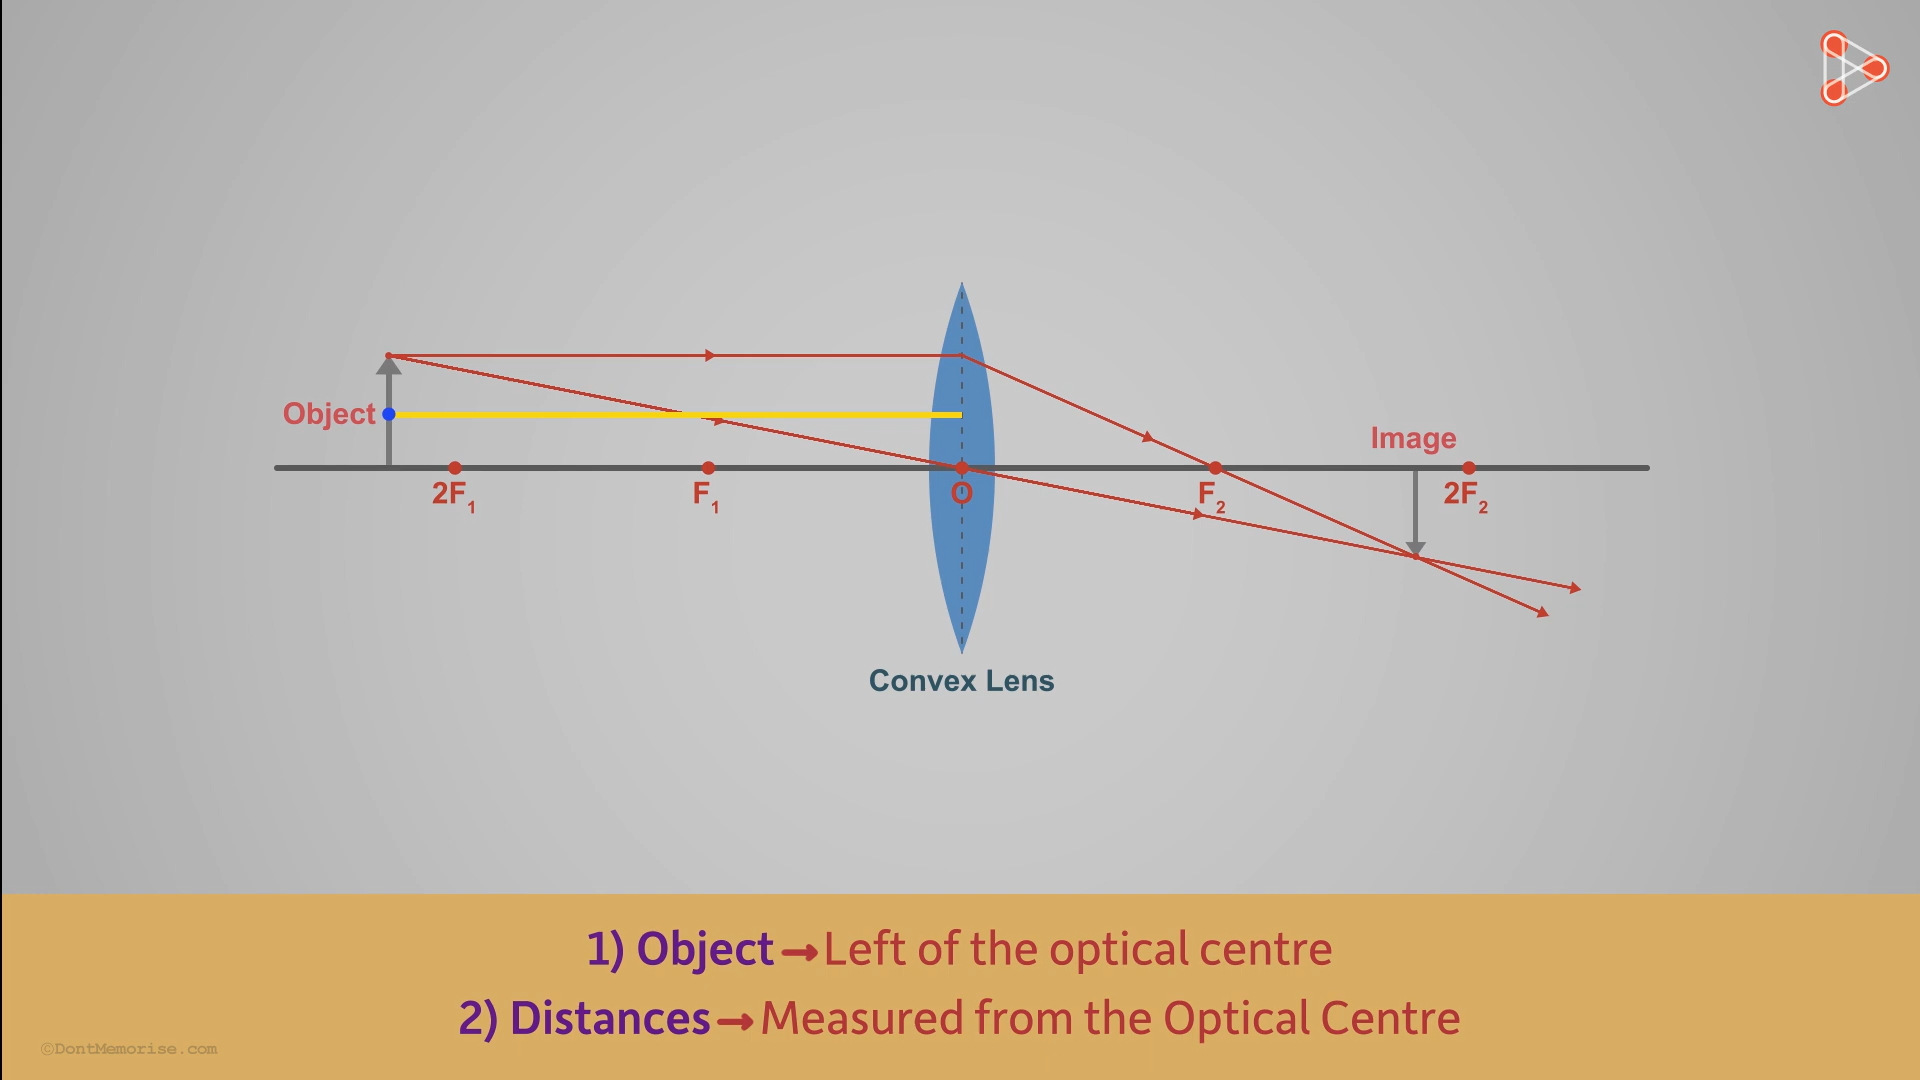 Object
Image
2F₁
F₁
O
F₂
2F₂
Convex Lens
1) Object→Left of the optical centre
2) Distances→Measured from the Optical Centre
©DontMemorise.com